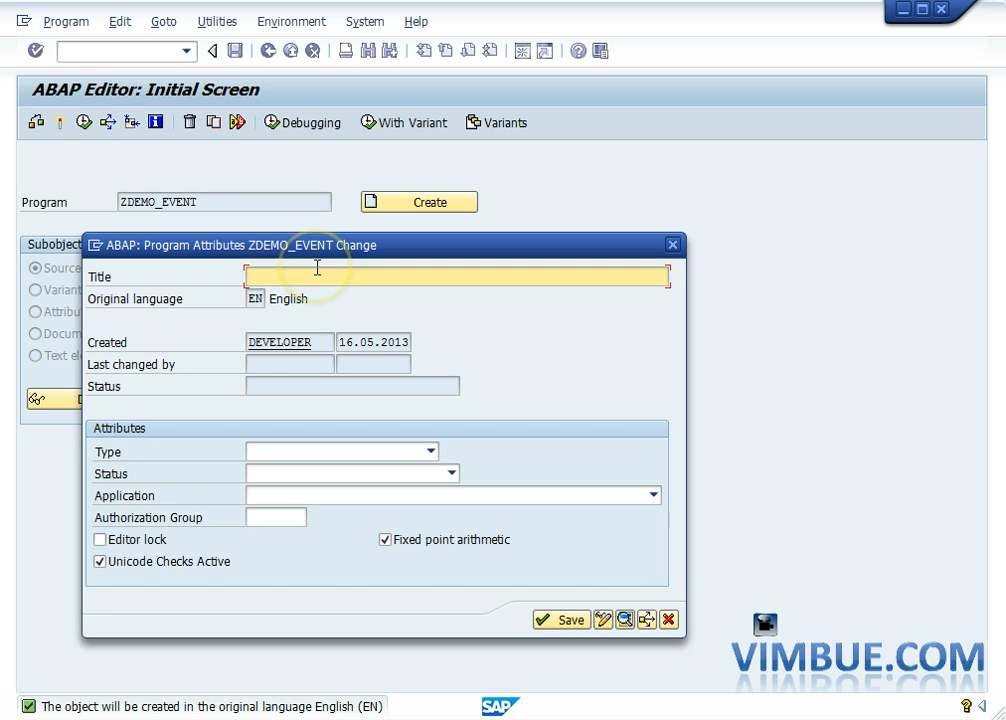 Program Edit Goto Utilities Environment System Help
ABAP Editor: Initial Screen
Debugging With Variant Variants
Program ZDEMO_EVENT Create
Subobject
Source
Variant
Attribu
Docum
Text el
D
ABAP: Program Attributes ZDEMO_EVENT Change
Title
Original language EN English
Created DEVELOPER 16.05.2013
Last changed by
Status
Attributes
Type
Status
Application
Authorization Group
Editor lock Fixed point arithmetic
Unicode Checks Active
Save
VIMBUE.COM
The object will be created in the original language English (EN) SAP